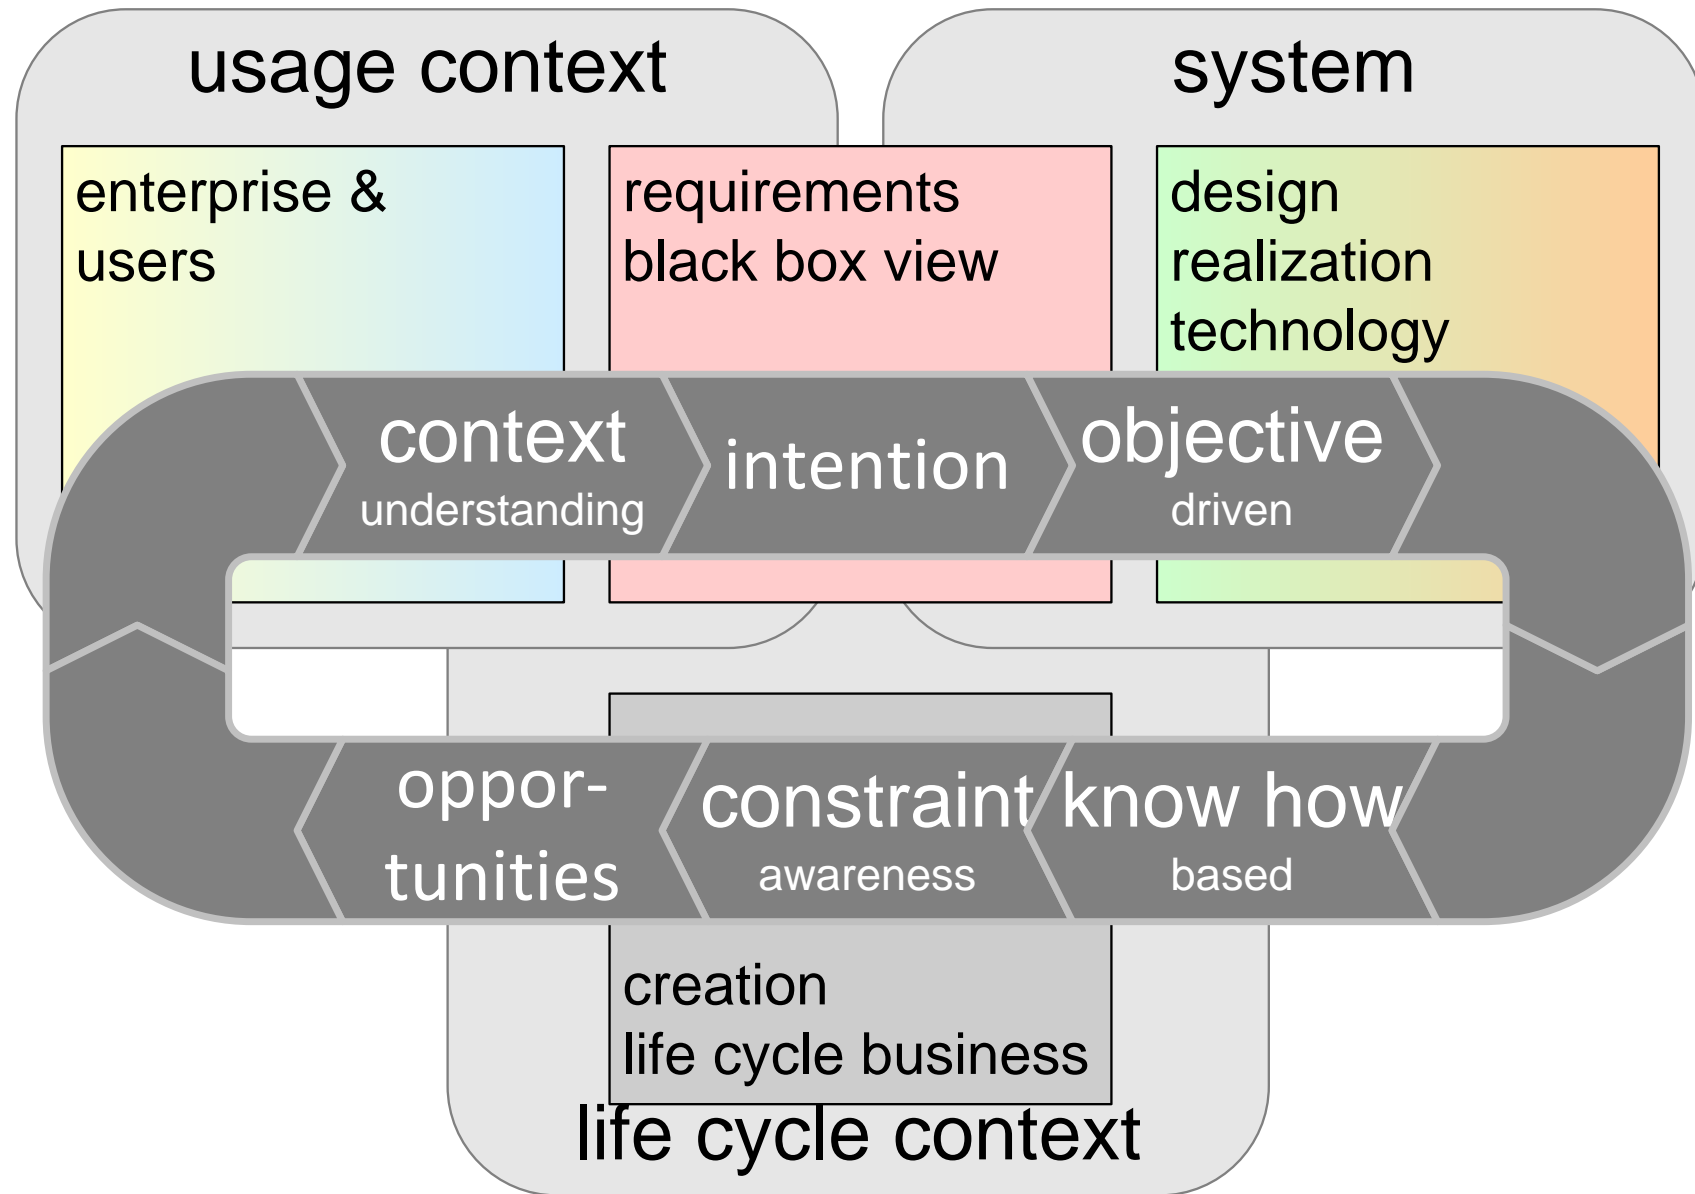 usage context
system
enterprise &
users
requirements
black box view
design
realization
technology
context
understanding
intention
objective
driven
oppor-
tunities
constraint
awareness
know how
based
creation
life cycle business
life cycle context